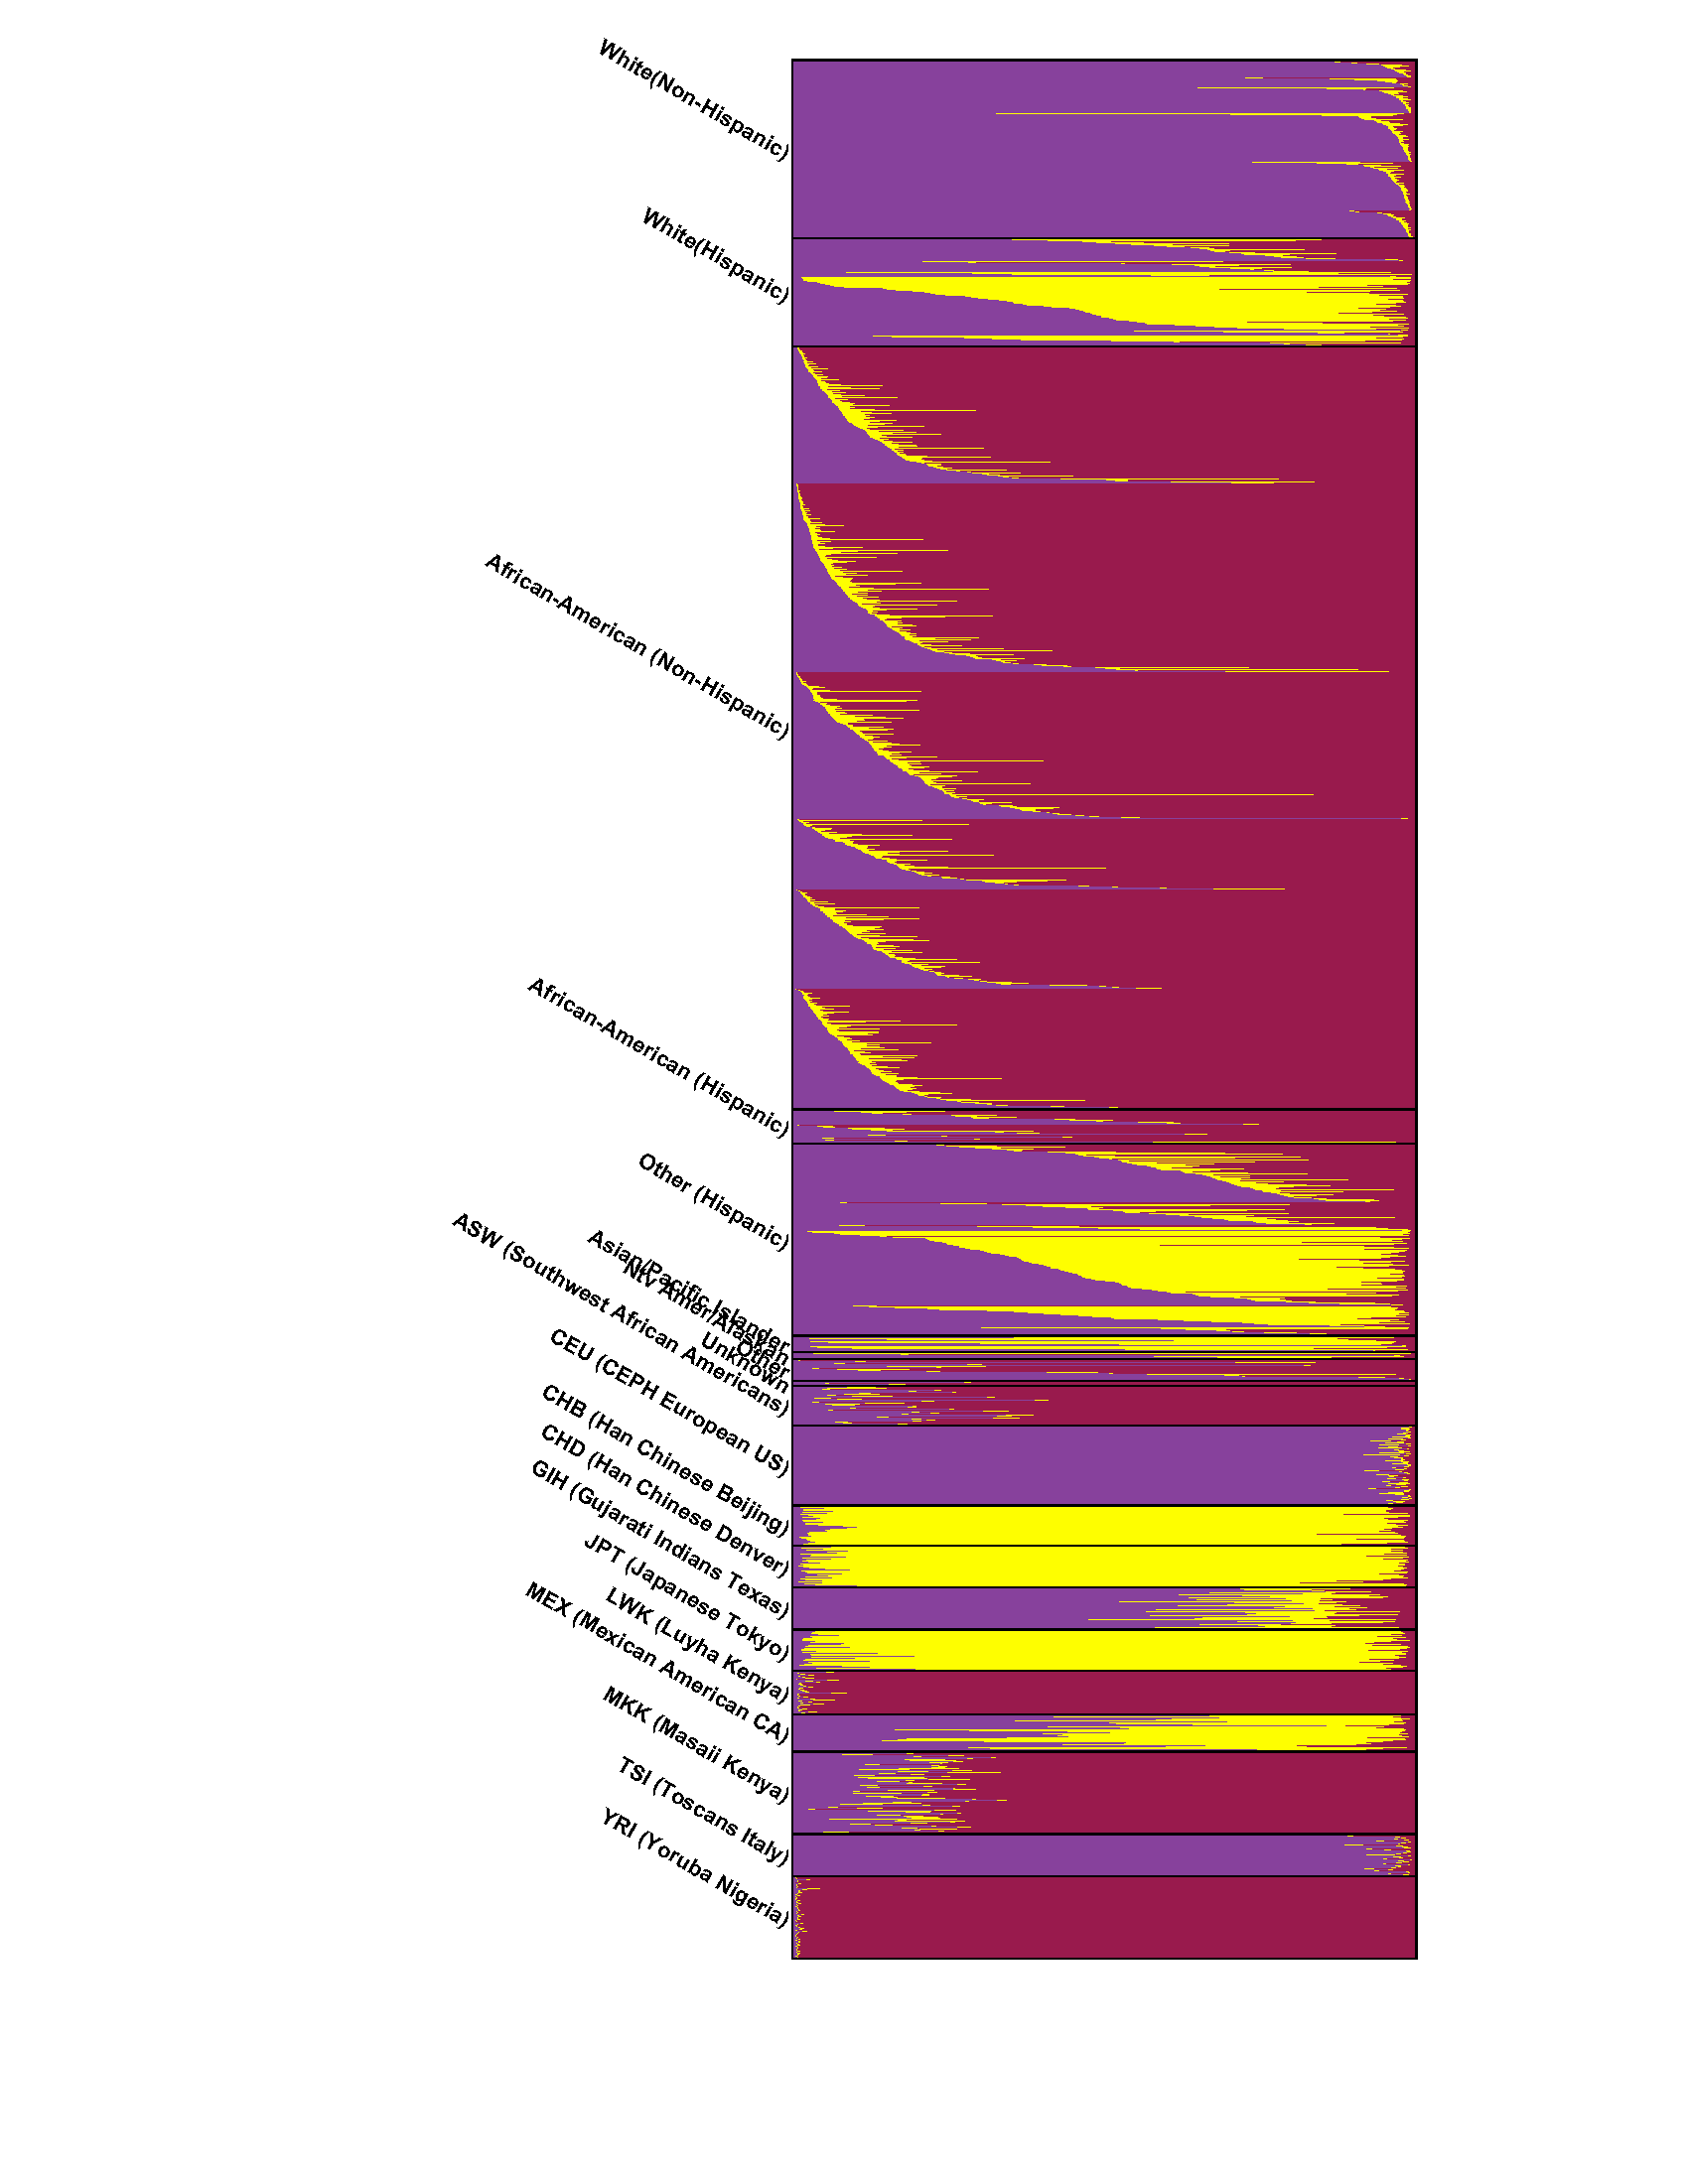 White(Non-Hispanic)
White(Hispanic)
African-American (Non-Hispanic)
African-American (Hispanic)
Other (Hispanic)
Asian/Pacific Islander
Ntv Amer/Alaskan
Other
Unknown
ASW (Southwest African Americans)
CEU (CEPH European US)
CHB (Han Chinese Beijing)
CHD (Han Chinese Denver)
GIH (Gujarati Indians Texas)
JPT (Japanese Tokyo)
LWK (Luyha Kenya)
MEX (Mexican American CA)
MKK (Masaii Kenya)
TSI (Toscans Italy)
YRI (Yoruba Nigeria)